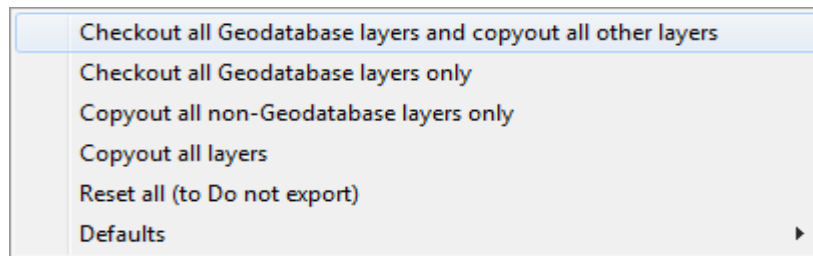 Checkout all Geodatabase layers and copyout all other layers
Checkout all Geodatabase layers only
Copyout all non-Geodatabase layers only
Copyout all layers
Reset all (to Do not export)
Defaults